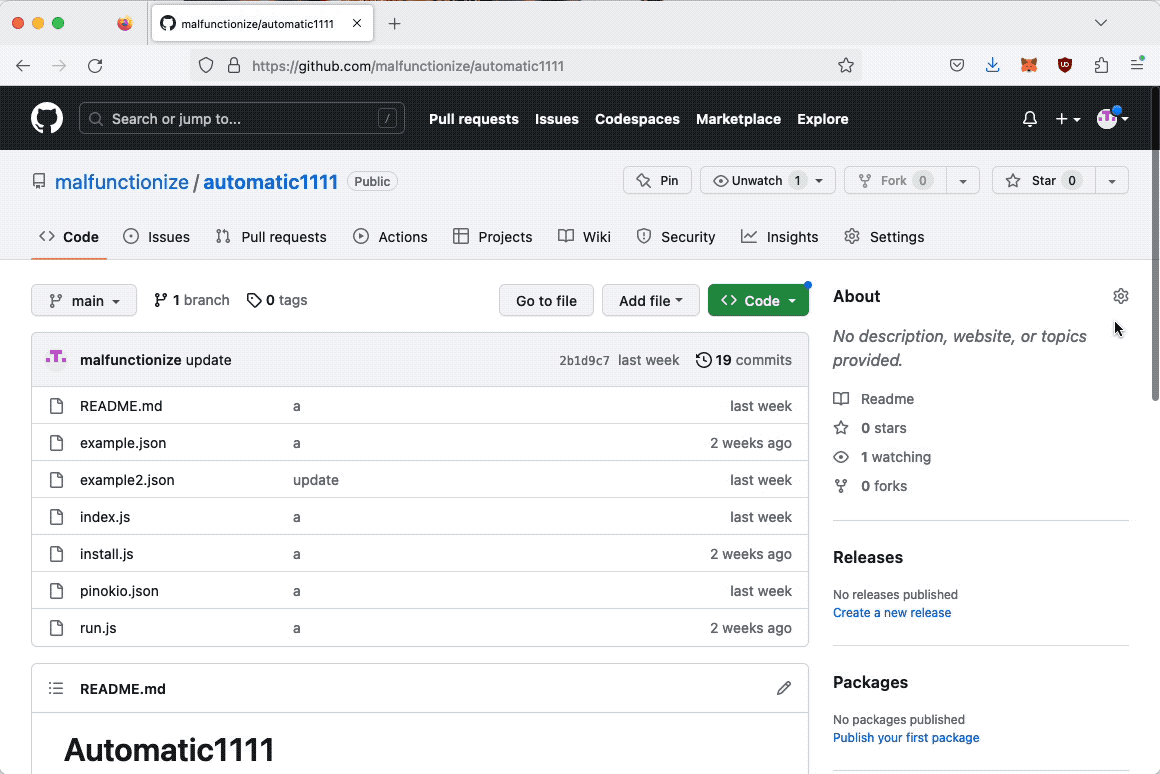 malfunctionize/automatic1111
https://github.com/malfunctionize/automatic1111
Search or jump to... /
Pull requests Issues Codespaces Marketplace Explore
malfunctionize / automatic1111 Public
Pin Unwatch 1 Fork 0 Star 0
Code Issues Pull requests Actions Projects Wiki Security Insights Settings
main 1 branch 0 tags Go to file Add file Code
malfunctionize update 2b1d9c7 last week 19 commits
README.md a last week
example.json a 2 weeks ago
example2.json update last week
index.js a last week
install.js a 2 weeks ago
pinokio.json a last week
run.js a 2 weeks ago
README.md
Automatic1111
About
No description, website, or topics
provided.
Readme
0 stars
1 watching
0 forks
Releases
No releases published
Create a new release
Packages
No packages published
Publish your first package